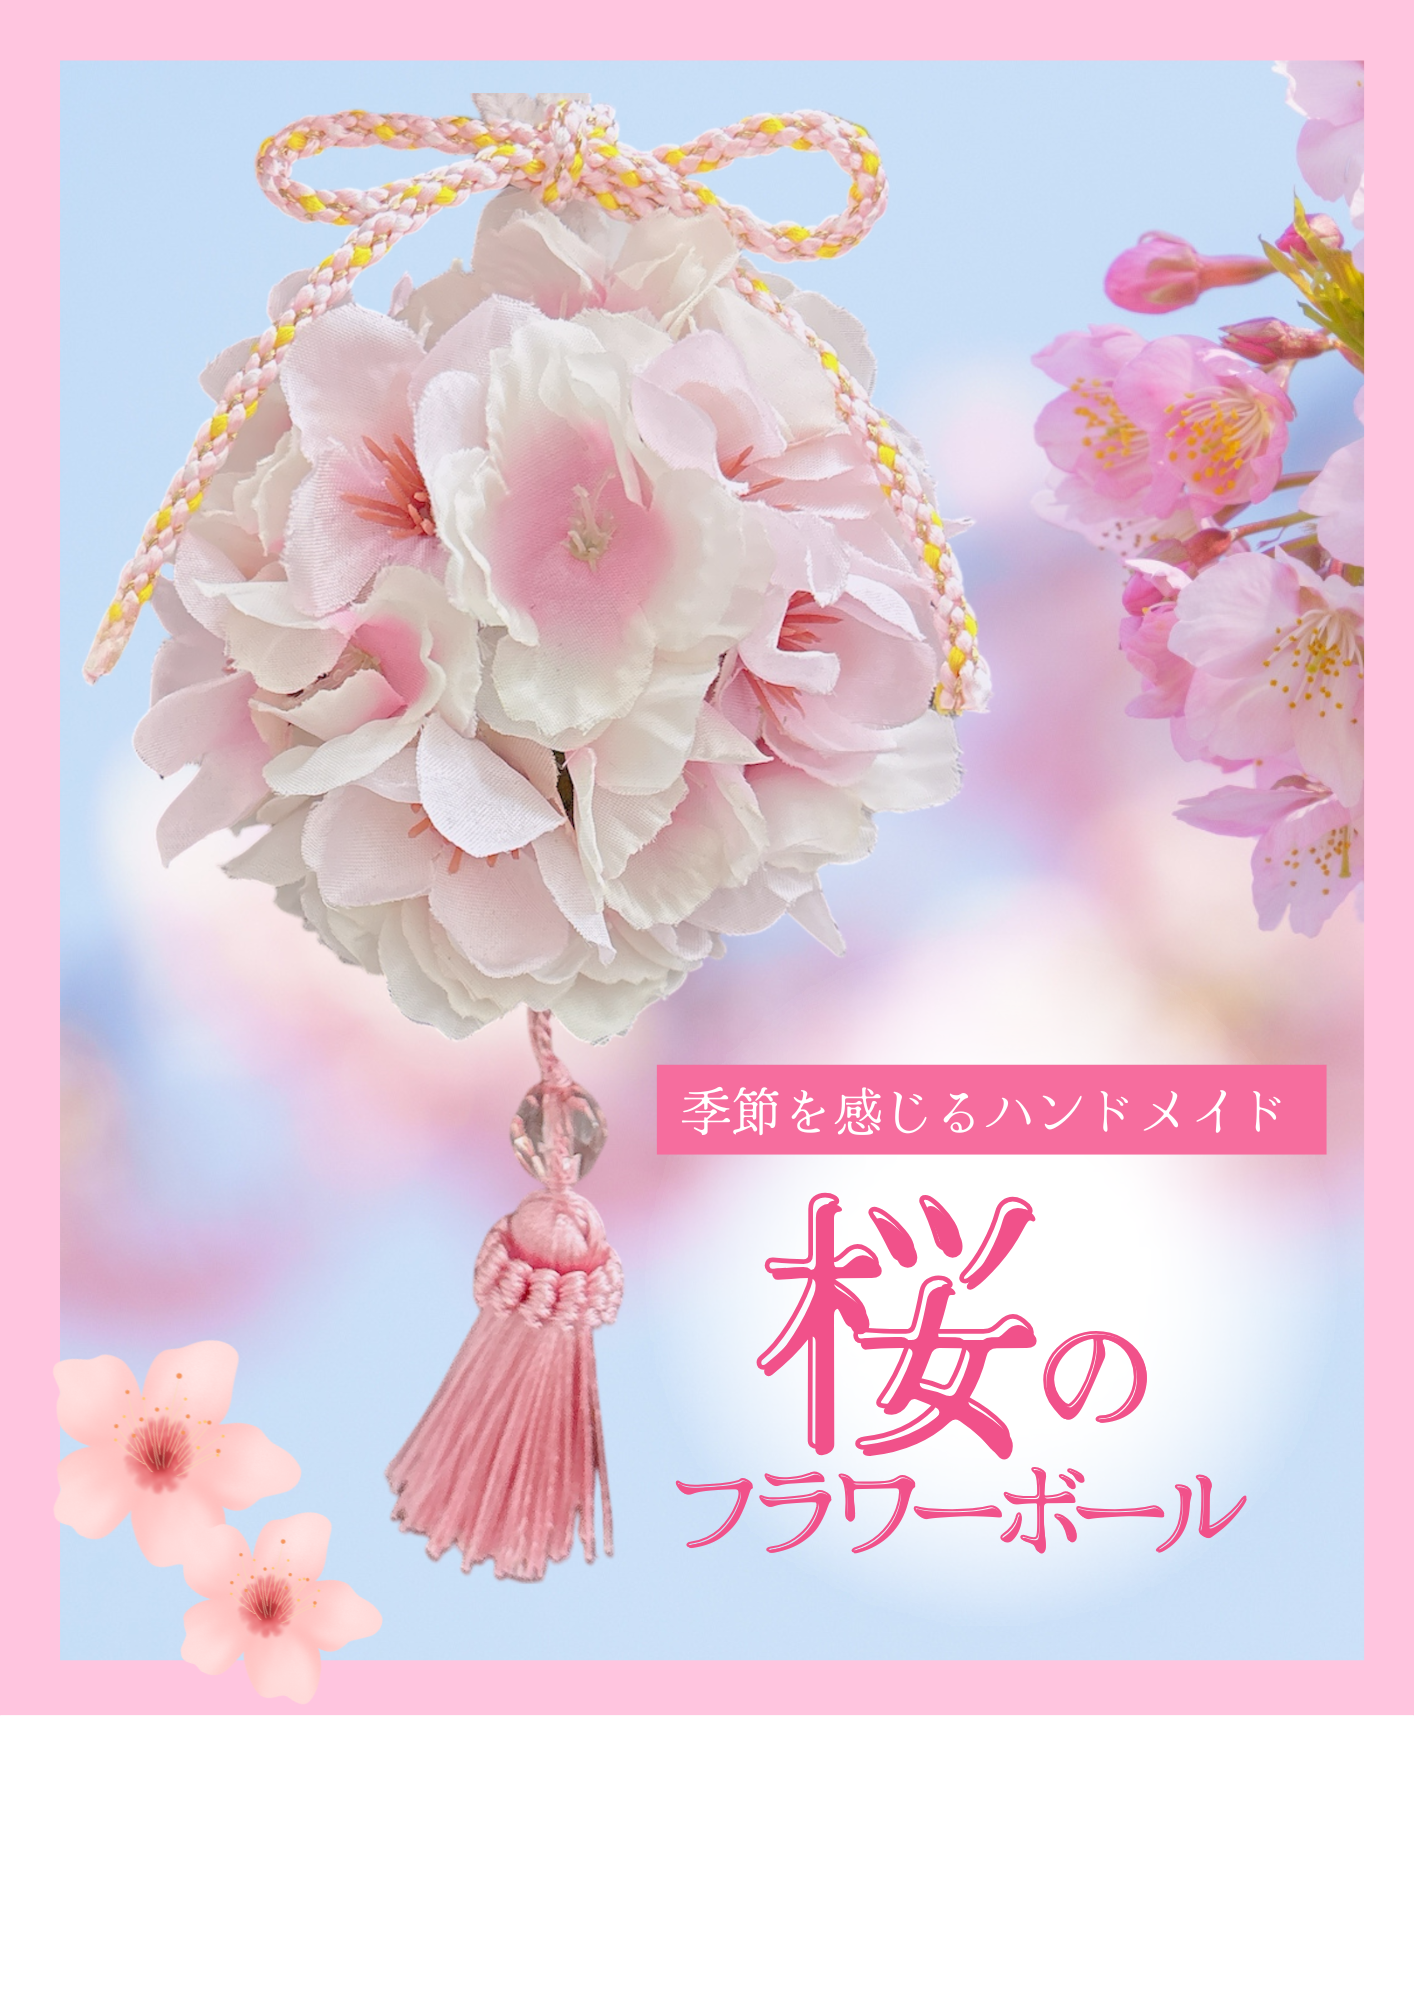 季節を感じるハンドメイド
桜の
フラワーボール